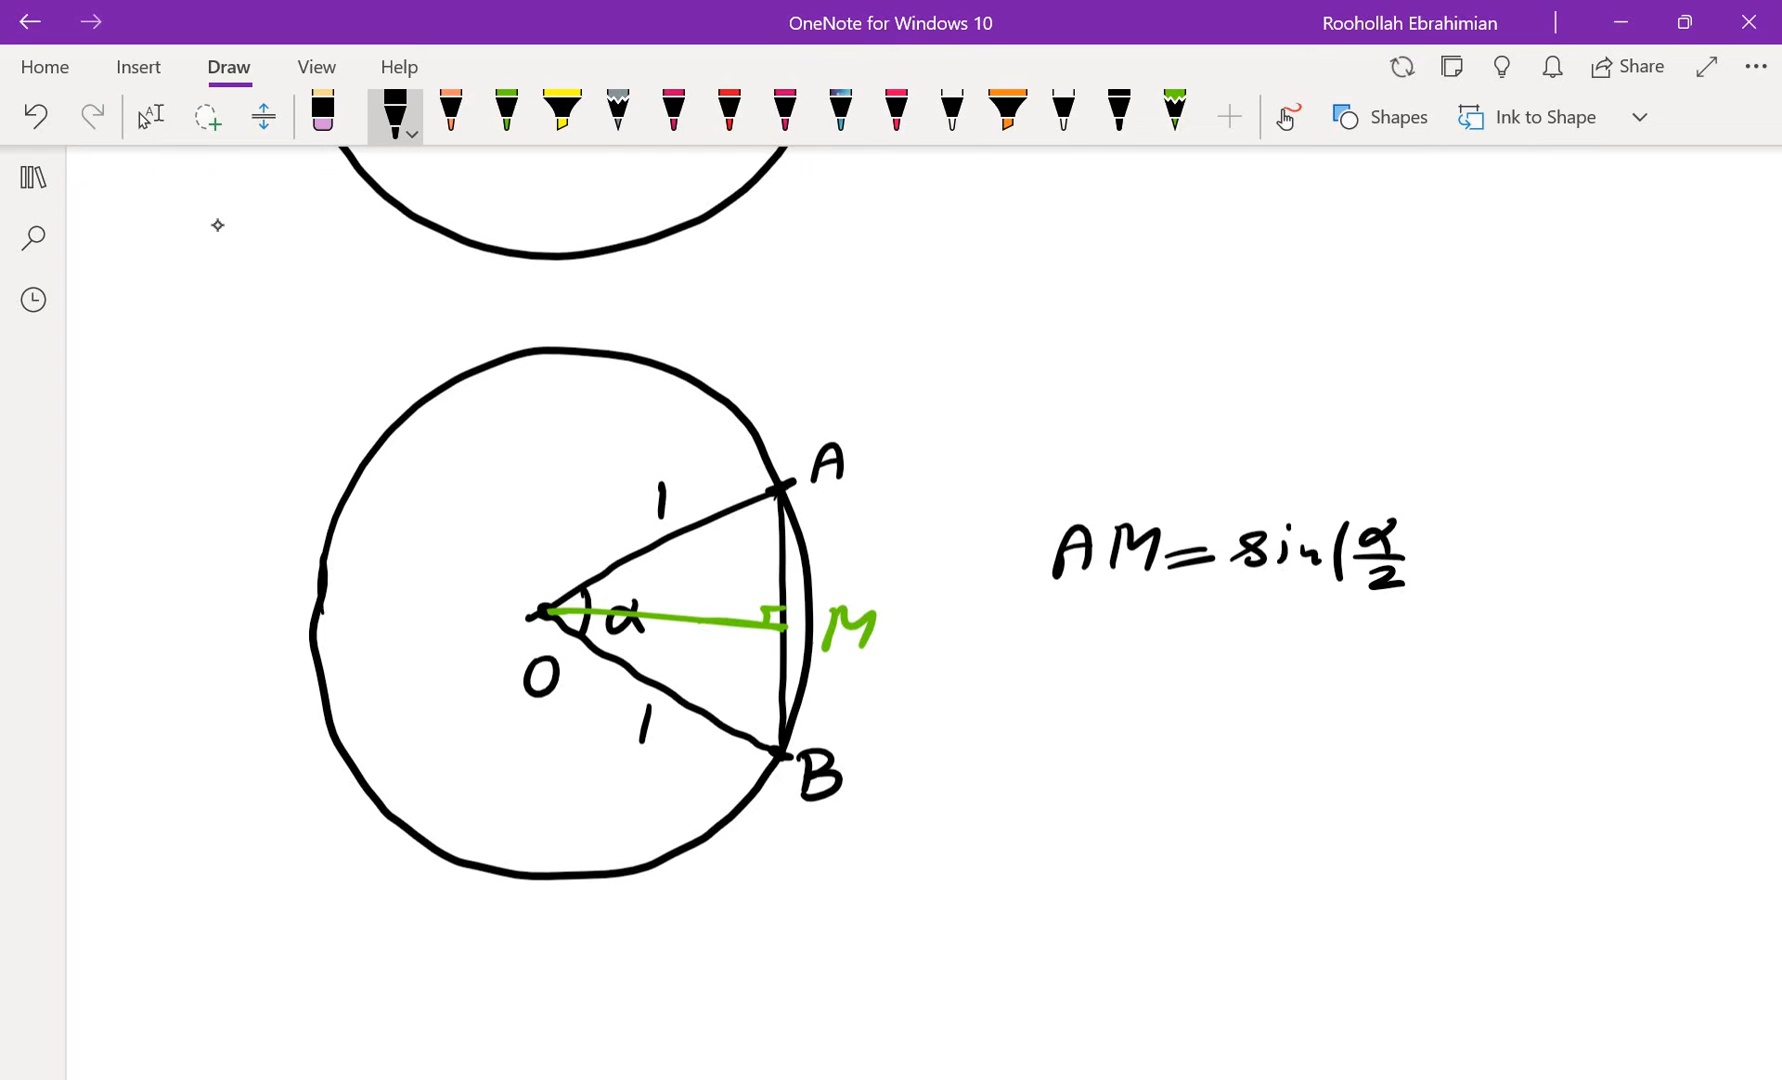 OneNote for Windows 10
Roohollah Ebrahimian
Home Insert Draw View Help
Share
Shapes
Ink to Shape
A
1
AM = sin(α/2
α
M
O
1
B